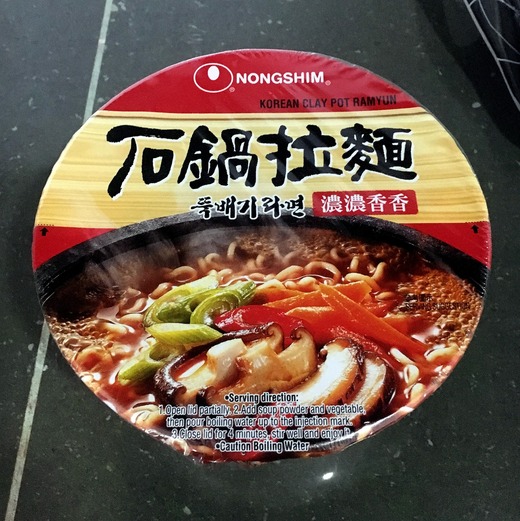 NONGSHIM
KOREAN CLAY POT RAMYUN
石鍋拉麵
뚝배기라면 濃濃香香
•Serving direction:
1.Open lid partially. 2.Add soup powder and vegetable,
then pour boiling water up to the injection mark.
3.Close lid for 4 minutes, stir well and enjoy it.
•Caution Boiling Water